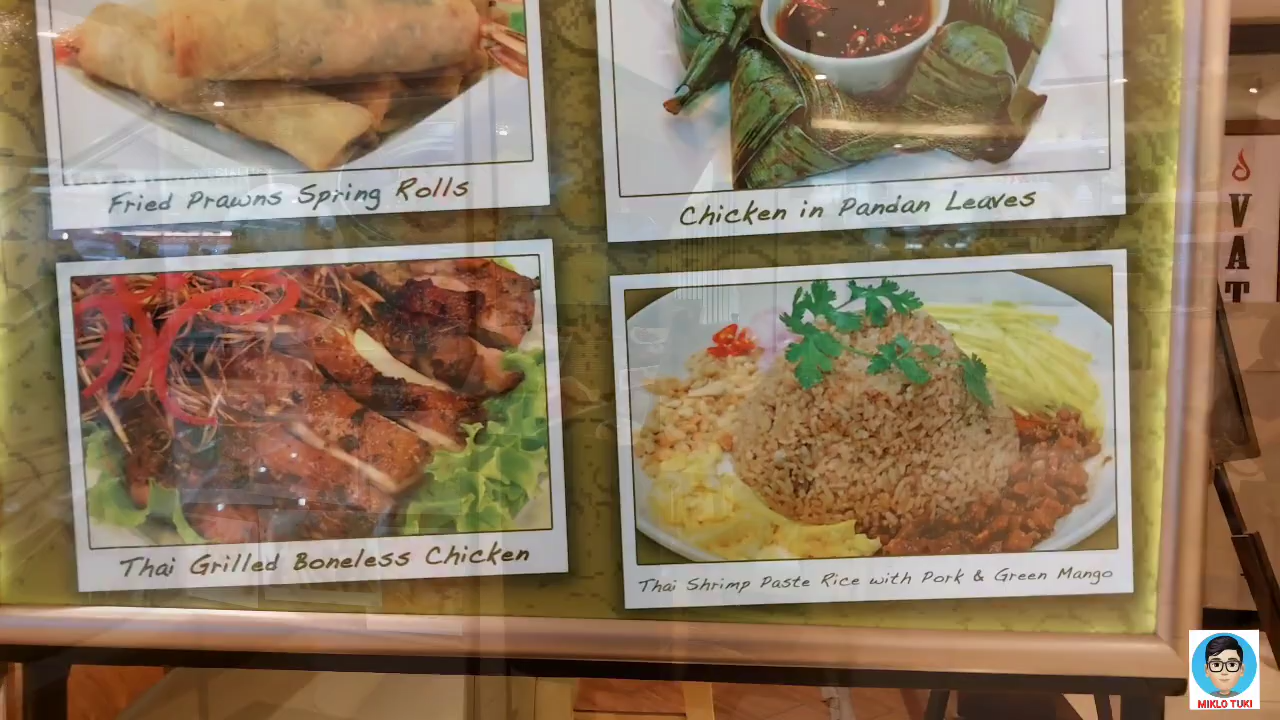 Fried Prawns Spring Rolls
Chicken in Pandan Leaves
Thai Grilled Boneless Chicken
Thai Shrimp Paste Rice with Pork & Green Mango
VAT
MIKLO TUKI